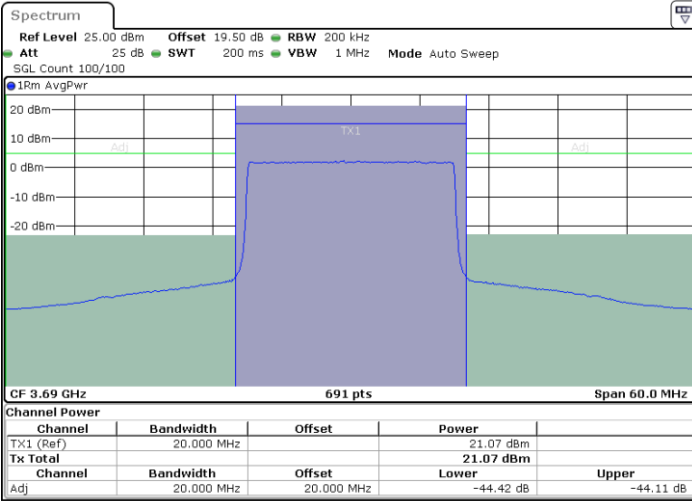 Spectrum
Ref Level 25.00 dBm Offset 19.50 dB RBW 200 kHz
Att 25 dB SWT 200 ms VBW 1 MHz Mode Auto Sweep
SGL Count 100/100
1Rm AvgPwr
20 dBm
TX1
10 dBm
Adj Adj
0 dBm
-10 dBm
-20 dBm
CF 3.69 GHz 691 pts Span 60.0 MHz
Channel Power
Channel Bandwidth Offset Power
TX1 (Ref) 20.000 MHz 21.07 dBm
Tx Total 21.07 dBm
Channel Bandwidth Offset Lower Upper
Adj 20.000 MHz 20.000 MHz -44.42 dB -44.11 dB